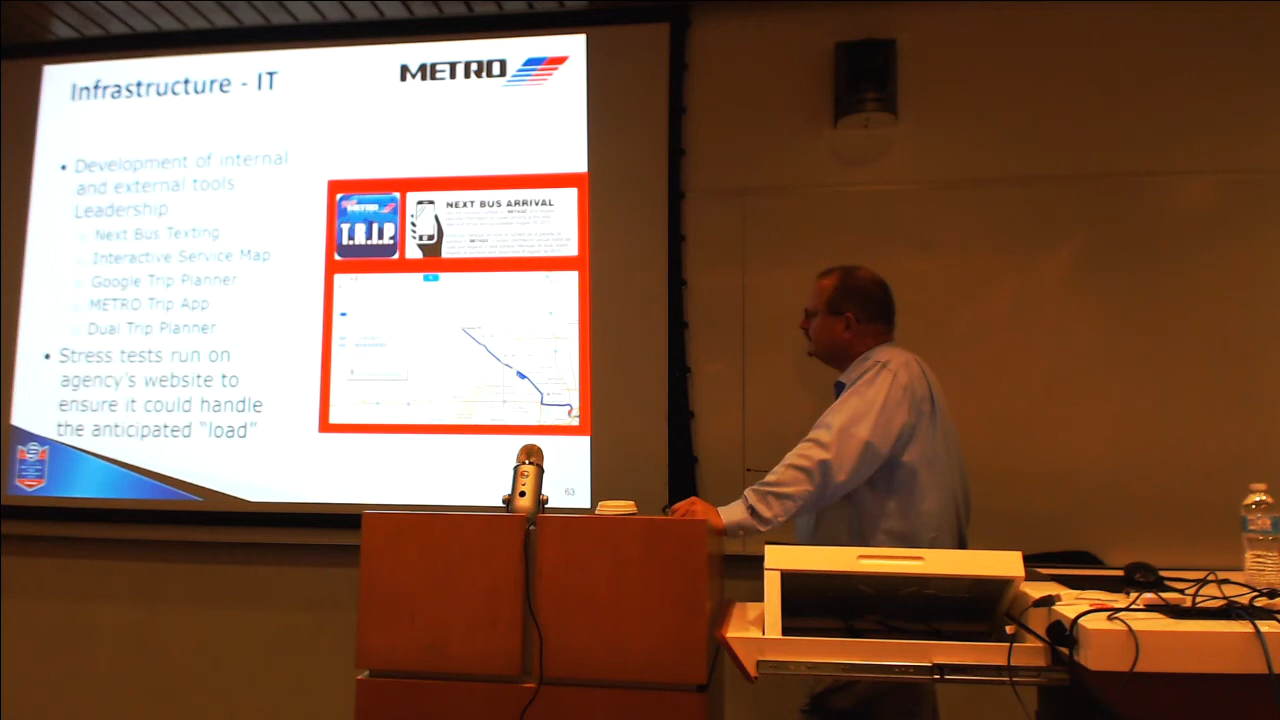 Infrastructure - IT
METRO
• Development of internal
and external tools
Leadership
Next Bus Texting
Interactive Service Map
Google Trip Planner
METRO Trip App
Dual Trip Planner
• Stress tests run on
agency's website to
ensure it could handle
the anticipated "load"
METRO
T.R.I.P.
NEXT BUS ARRIVAL
63